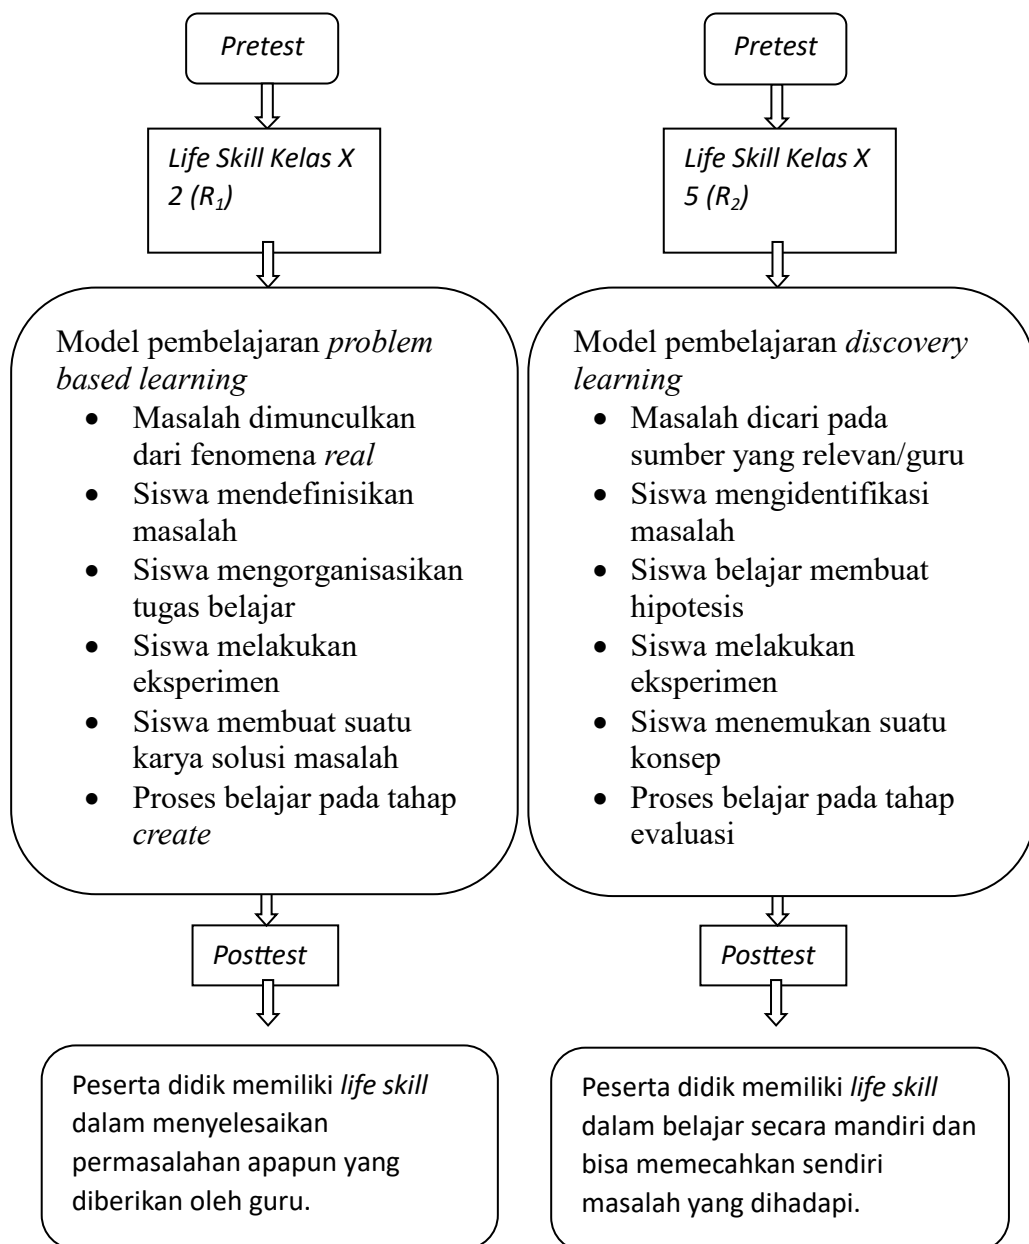 Pretest
Life Skill Kelas X
2 (R1)
Model pembelajaran problem
based learning
• Masalah dimunculkan
dari fenomena real
• Siswa mendefinisikan
masalah
• Siswa mengorganisasikan
tugas belajar
• Siswa melakukan
eksperimen
• Siswa membuat suatu
karya solusi masalah
• Proses belajar pada tahap
create
Posttest
Peserta didik memiliki life skill
dalam menyelesaikan
permasalahan apapun yang
diberikan oleh guru.
Pretest
Life Skill Kelas X
5 (R2)
Model pembelajaran discovery
learning
• Masalah dicari pada
sumber yang relevan/guru
• Siswa mengidentifikasi
masalah
• Siswa belajar membuat
hipotesis
• Siswa melakukan
eksperimen
• Siswa menemukan suatu
konsep
• Proses belajar pada tahap
evaluasi
Posttest
Peserta didik memiliki life skill
dalam belajar secara mandiri dan
bisa memecahkan sendiri
masalah yang dihadapi.